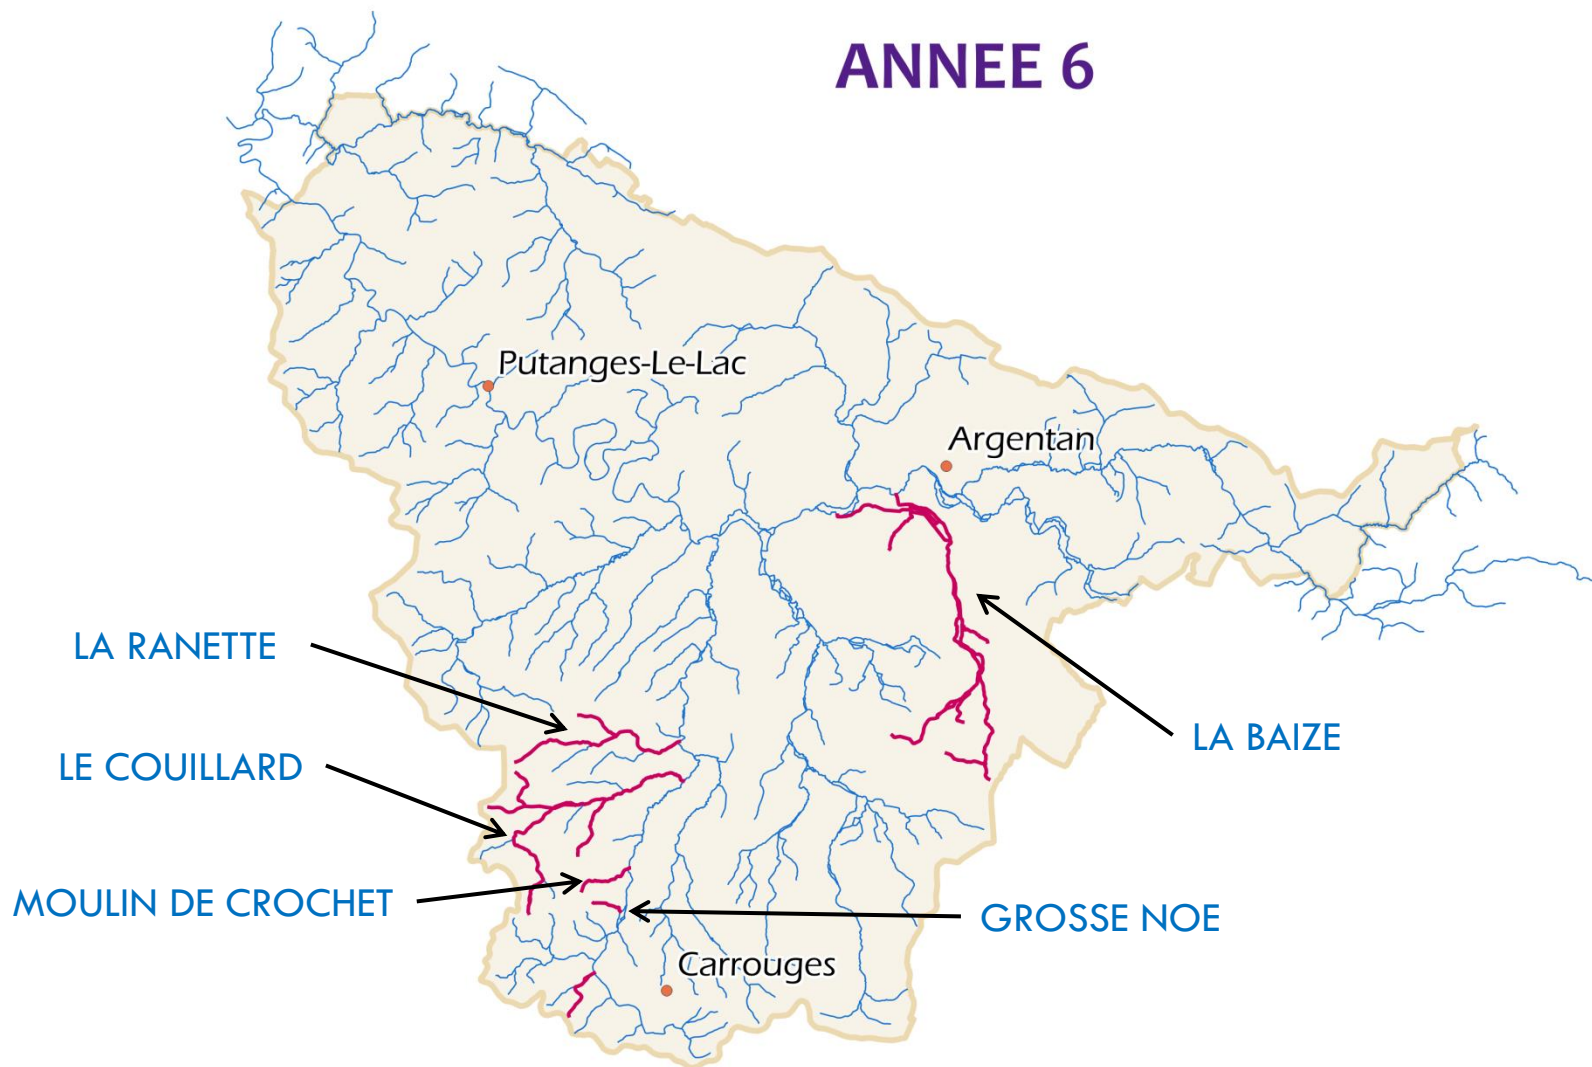 ANNEE 6
Putanges-Le-Lac
Argentan
LA RANETTE
LA BAIZE
LE COUILLARD
MOULIN DE CROCHET
GROSSE NOE
Carrouges